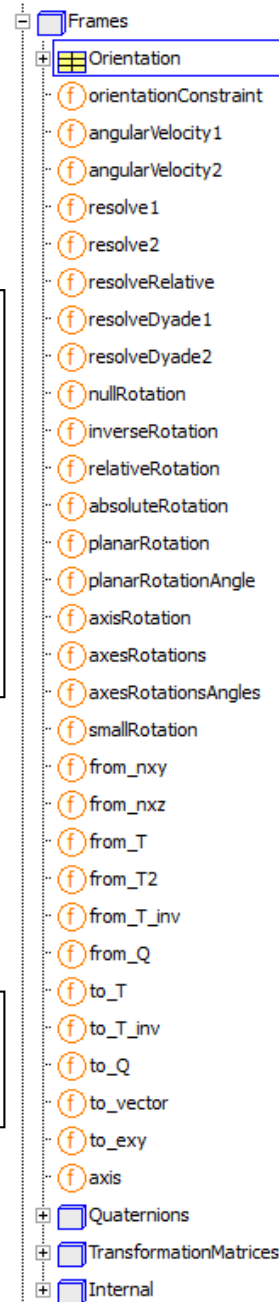 Frames
Orientation
orientationConstraint
angularVelocity1
angularVelocity2
resolve1
resolve2
resolveRelative
resolveDyade1
resolveDyade2
nullRotation
inverseRotation
relativeRotation
absoluteRotation
planarRotation
planarRotationAngle
axisRotation
axesRotations
axesRotationsAngles
smallRotation
from_nxy
from_nxz
from_T
from_T2
from_T_inv
from_Q
to_T
to_T_inv
to_Q
to_vector
to_exy
axis
Quaternions
TransformationMatrices
Internal